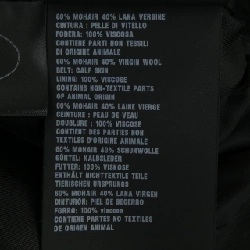 60% MOHAIR 40% LANA VERGINE
CINTURA : PELLE DI VITELLO
FODERA: 100% VISCOSA
CONTIENE PARTI NON TESSILI
DI ORIGINE ANIMALE
60% MOHAIR 40% VIRGIN WOOL
BELT: CALF SKIN
LINING: 100% VISCOSE
CONTAINS NON-TEXTILE PARTS
OF ANIMAL ORIGIN
60% MOHAIR 40% LAINE VIERGE
CEINTURE : PEAU DE VEAU
DOUBLURE : 100% VISCOSE
CONTIENT DES PARTIES NON
TEXTILES D'ORIGINE ANIMALE
60% MOHAIR 40% SCHURWOLLE
GÜRTEL: KALBSLEDER
FUTTER: 100% VISKOSE
ENTHÄLT NICHTTEXTILE TEILE
TIERISCHEN URSPRUNGS
60% MOHAIR 40% LANA VIRGEN
CINTURÓN: PIEL DE BECERRO
FORRO: 100% viscosa
CONTIENE PARTES NO TEXTILES
DE ORIGEN ANIMAL